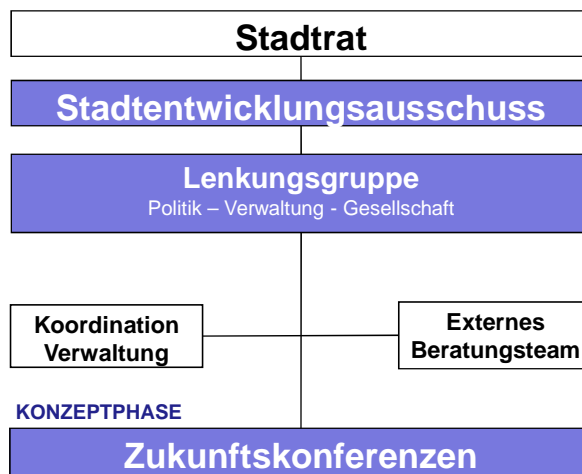 Stadtrat
Stadtentwicklungsausschuss
Lenkungsgruppe
Politik – Verwaltung - Gesellschaft
Koordination
Verwaltung
Externes
Beratungsteam
KONZEPTPHASE
Zukunftskonferenzen